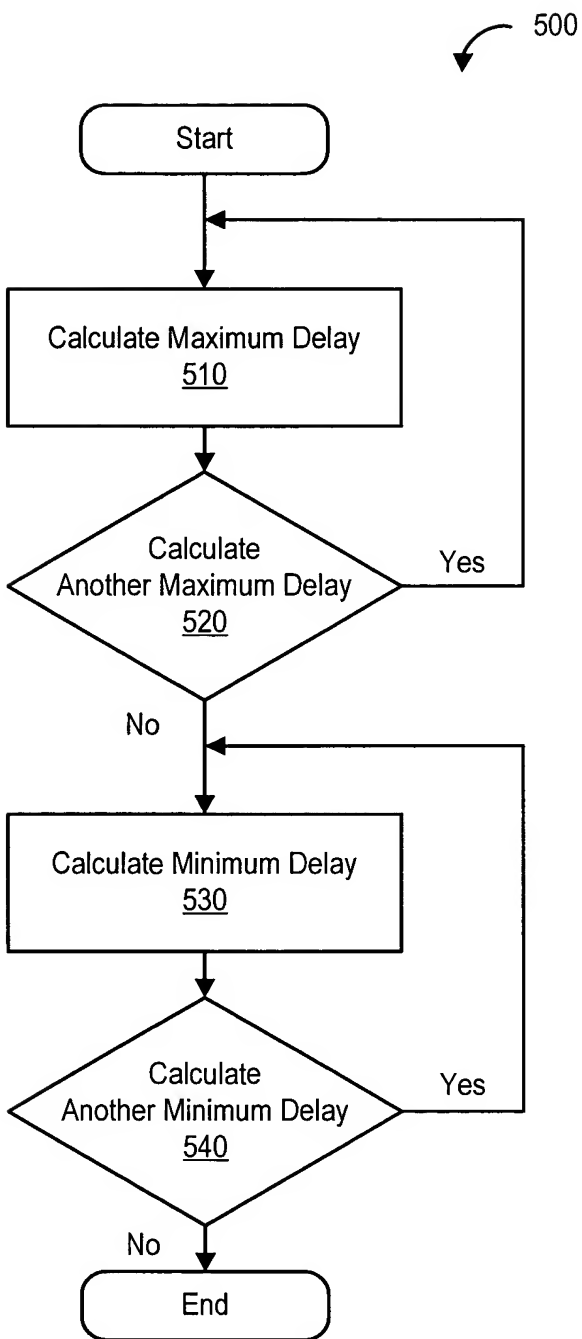 500
Start
Calculate Maximum Delay
510
Calculate
Another Maximum Delay
520
Yes
No
Calculate Minimum Delay
530
Calculate
Another Minimum Delay
540
Yes
No
End